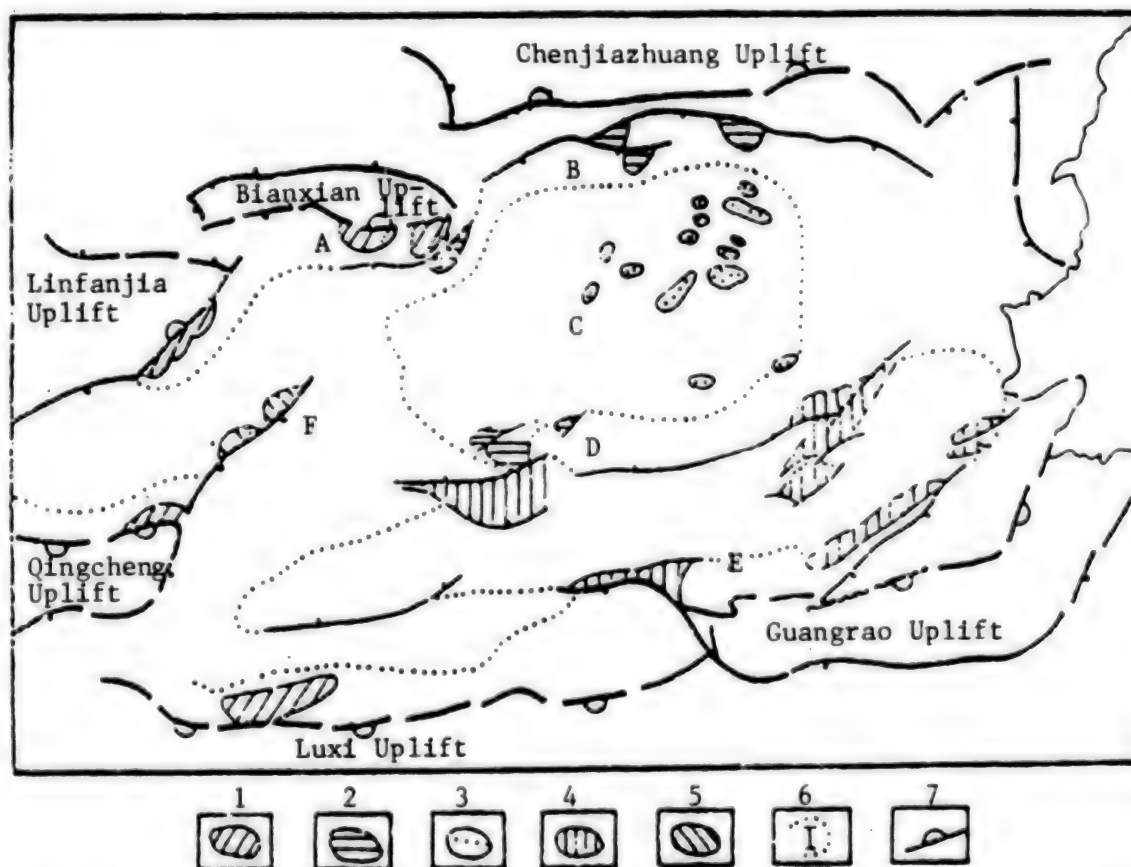 Chenjiazhuang Uplift
B
Bianxian Up-
lift
A
Linfanjia
Uplift
C
F
D
Qingcheng
Uplift
E
Guangrao Uplift
Luxi Uplift
1 2 3 4 5 6 7
I